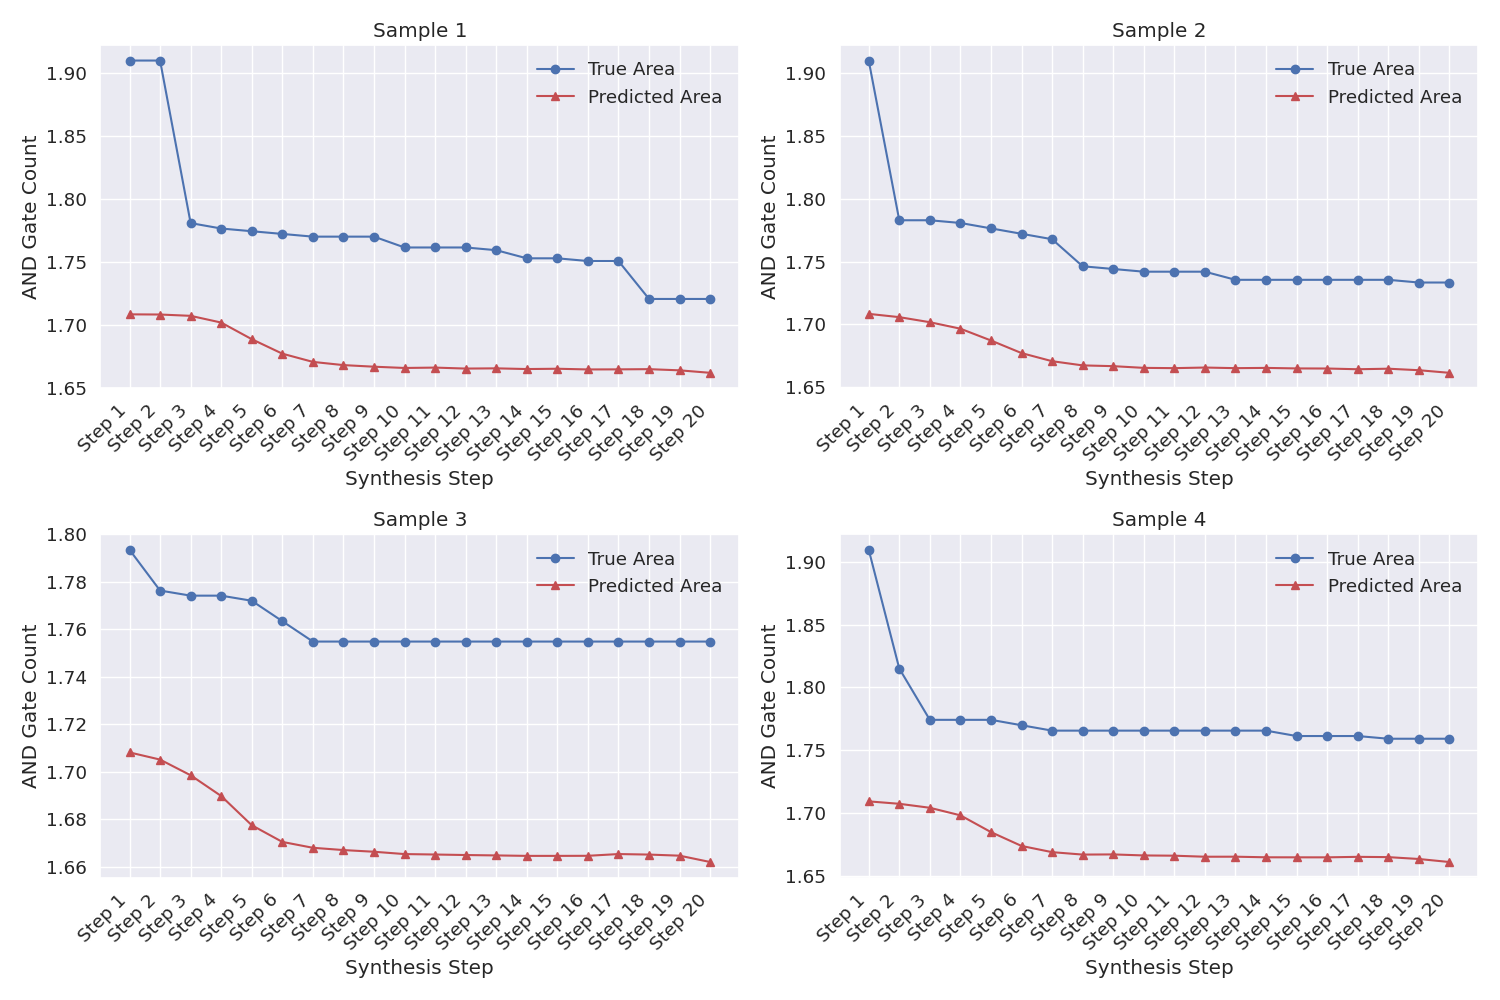 Sample 1
AND Gate Count
1.90
1.85
1.80
1.75
1.70
1.65
True Area
Predicted Area
Step 1
Step 2
Step 3
Step 4
Step 5
Step 6
Step 7
Step 8
Step 9
Step 10
Step 11
Step 12
Step 13
Step 14
Step 15
Step 16
Step 17
Step 18
Step 19
Step 20
Synthesis Step
Sample 2
AND Gate Count
1.90
1.85
1.80
1.75
1.70
1.65
True Area
Predicted Area
Step 1
Step 2
Step 3
Step 4
Step 5
Step 6
Step 7
Step 8
Step 9
Step 10
Step 11
Step 12
Step 13
Step 14
Step 15
Step 16
Step 17
Step 18
Step 19
Step 20
Synthesis Step
Sample 3
AND Gate Count
1.80
1.78
1.76
1.74
1.72
1.70
1.68
1.66
True Area
Predicted Area
Step 1
Step 2
Step 3
Step 4
Step 5
Step 6
Step 7
Step 8
Step 9
Step 10
Step 11
Step 12
Step 13
Step 14
Step 15
Step 16
Step 17
Step 18
Step 19
Step 20
Synthesis Step
Sample 4
AND Gate Count
1.90
1.85
1.80
1.75
1.70
1.65
True Area
Predicted Area
Step 1
Step 2
Step 3
Step 4
Step 5
Step 6
Step 7
Step 8
Step 9
Step 10
Step 11
Step 12
Step 13
Step 14
Step 15
Step 16
Step 17
Step 18
Step 19
Step 20
Synthesis Step